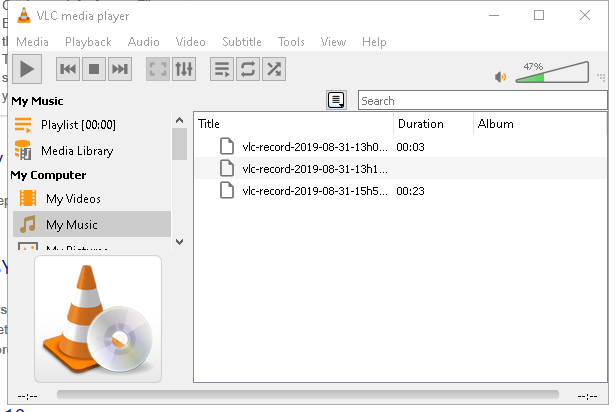 VLC media player
Media Playback Audio Video Subtitle Tools View Help
47%
My Music
Search
Playlist [00:00]
Media Library
My Computer
My Videos
My Music
My Pictures
Title Duration Album
vlc-record-2019-08-31-13h0... 00:03
vlc-record-2019-08-31-13h1...
vlc-record-2019-08-31-15h5... 00:23
--:-- --:--